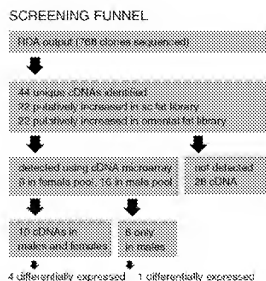 SCREENING FUNNEL
RDA output (768 clones sequenced)
44 unique cDNAs identified
22 putatively increased in sc fat library
22 putatively increased in omental fat library
detected using cDNA microarray
in female pool, 16 in male pool
not detected
28 cDNA
10 cDNAs in
males and females
6 only
in males
4 differentially expressed
1 differentially expressed